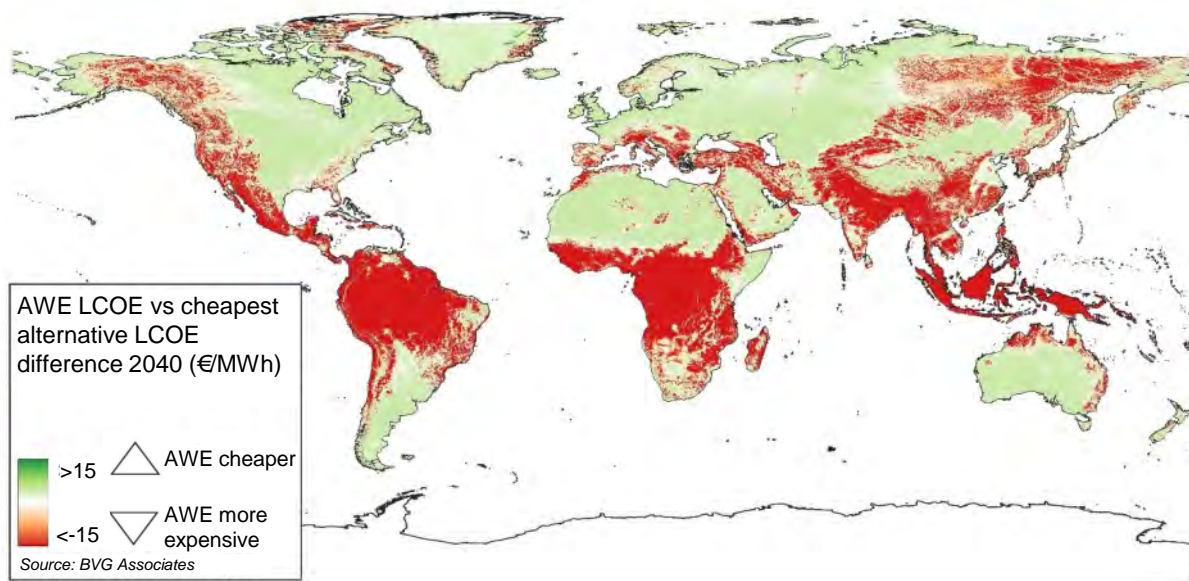 AWE LCOE vs cheapest
alternative LCOE
difference 2040 (€/MWh)
>15
AWE cheaper
<-15
AWE more
expensive
Source: BVG Associates